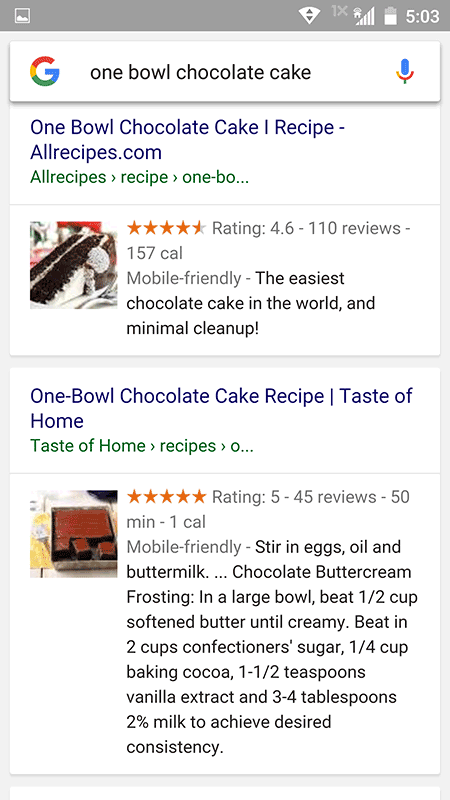 1X 5:03
one bowl chocolate cake
One Bowl Chocolate Cake I Recipe -
Allrecipes.com
Allrecipes › recipe › one-bo...
Rating: 4.6 - 110 reviews -
157 cal
Mobile-friendly - The easiest
chocolate cake in the world, and
minimal cleanup!
One-Bowl Chocolate Cake Recipe | Taste of
Home
Taste of Home › recipes › o...
Rating: 5 - 45 reviews - 50
min - 1 cal
Mobile-friendly - Stir in eggs, oil and
buttermilk. ... Chocolate Buttercream
Frosting: In a large bowl, beat 1/2 cup
softened butter until creamy. Beat in
2 cups confectioners' sugar, 1/4 cup
baking cocoa, 1-1/2 teaspoons
vanilla extract and 3-4 tablespoons
2% milk to achieve desired
consistency.